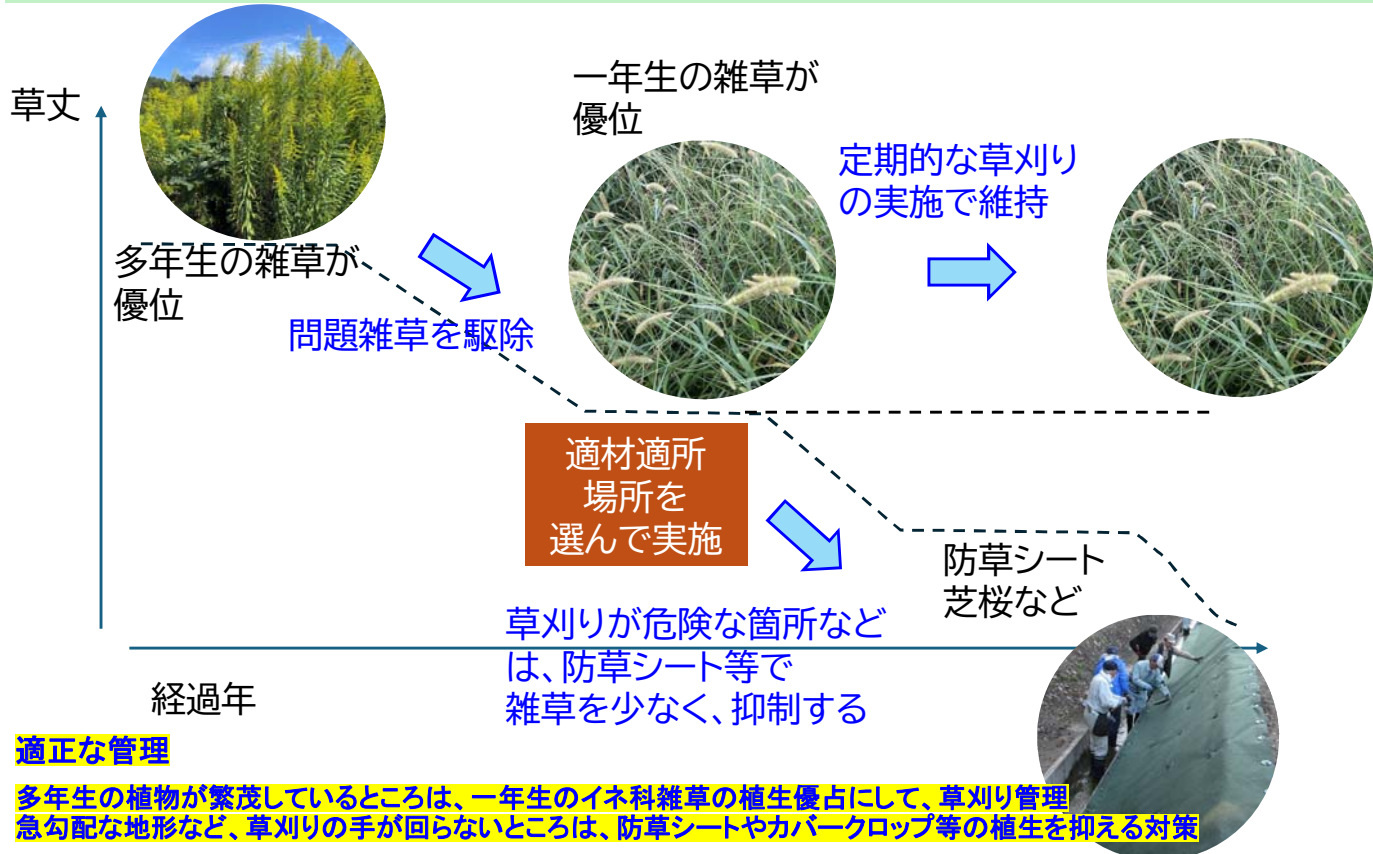 草丈
多年生の雑草が
優位
問題雑草を駆除
一年生の雑草が
優位
定期的な草刈り
の実施で維持
適材適所
場所を
選んで実施
草刈りが危険な箇所など
は、防草シート等で
雑草を少なく、抑制する
防草シート
芝桜など
経過年
適正な管理
多年生の植物が繁茂しているところは、一年生のイネ科雑草の植生優占にして、草刈り管理
急勾配な地形など、草刈りの手が回らないところは、防草シートやカバークロップ等の植生を抑える対策